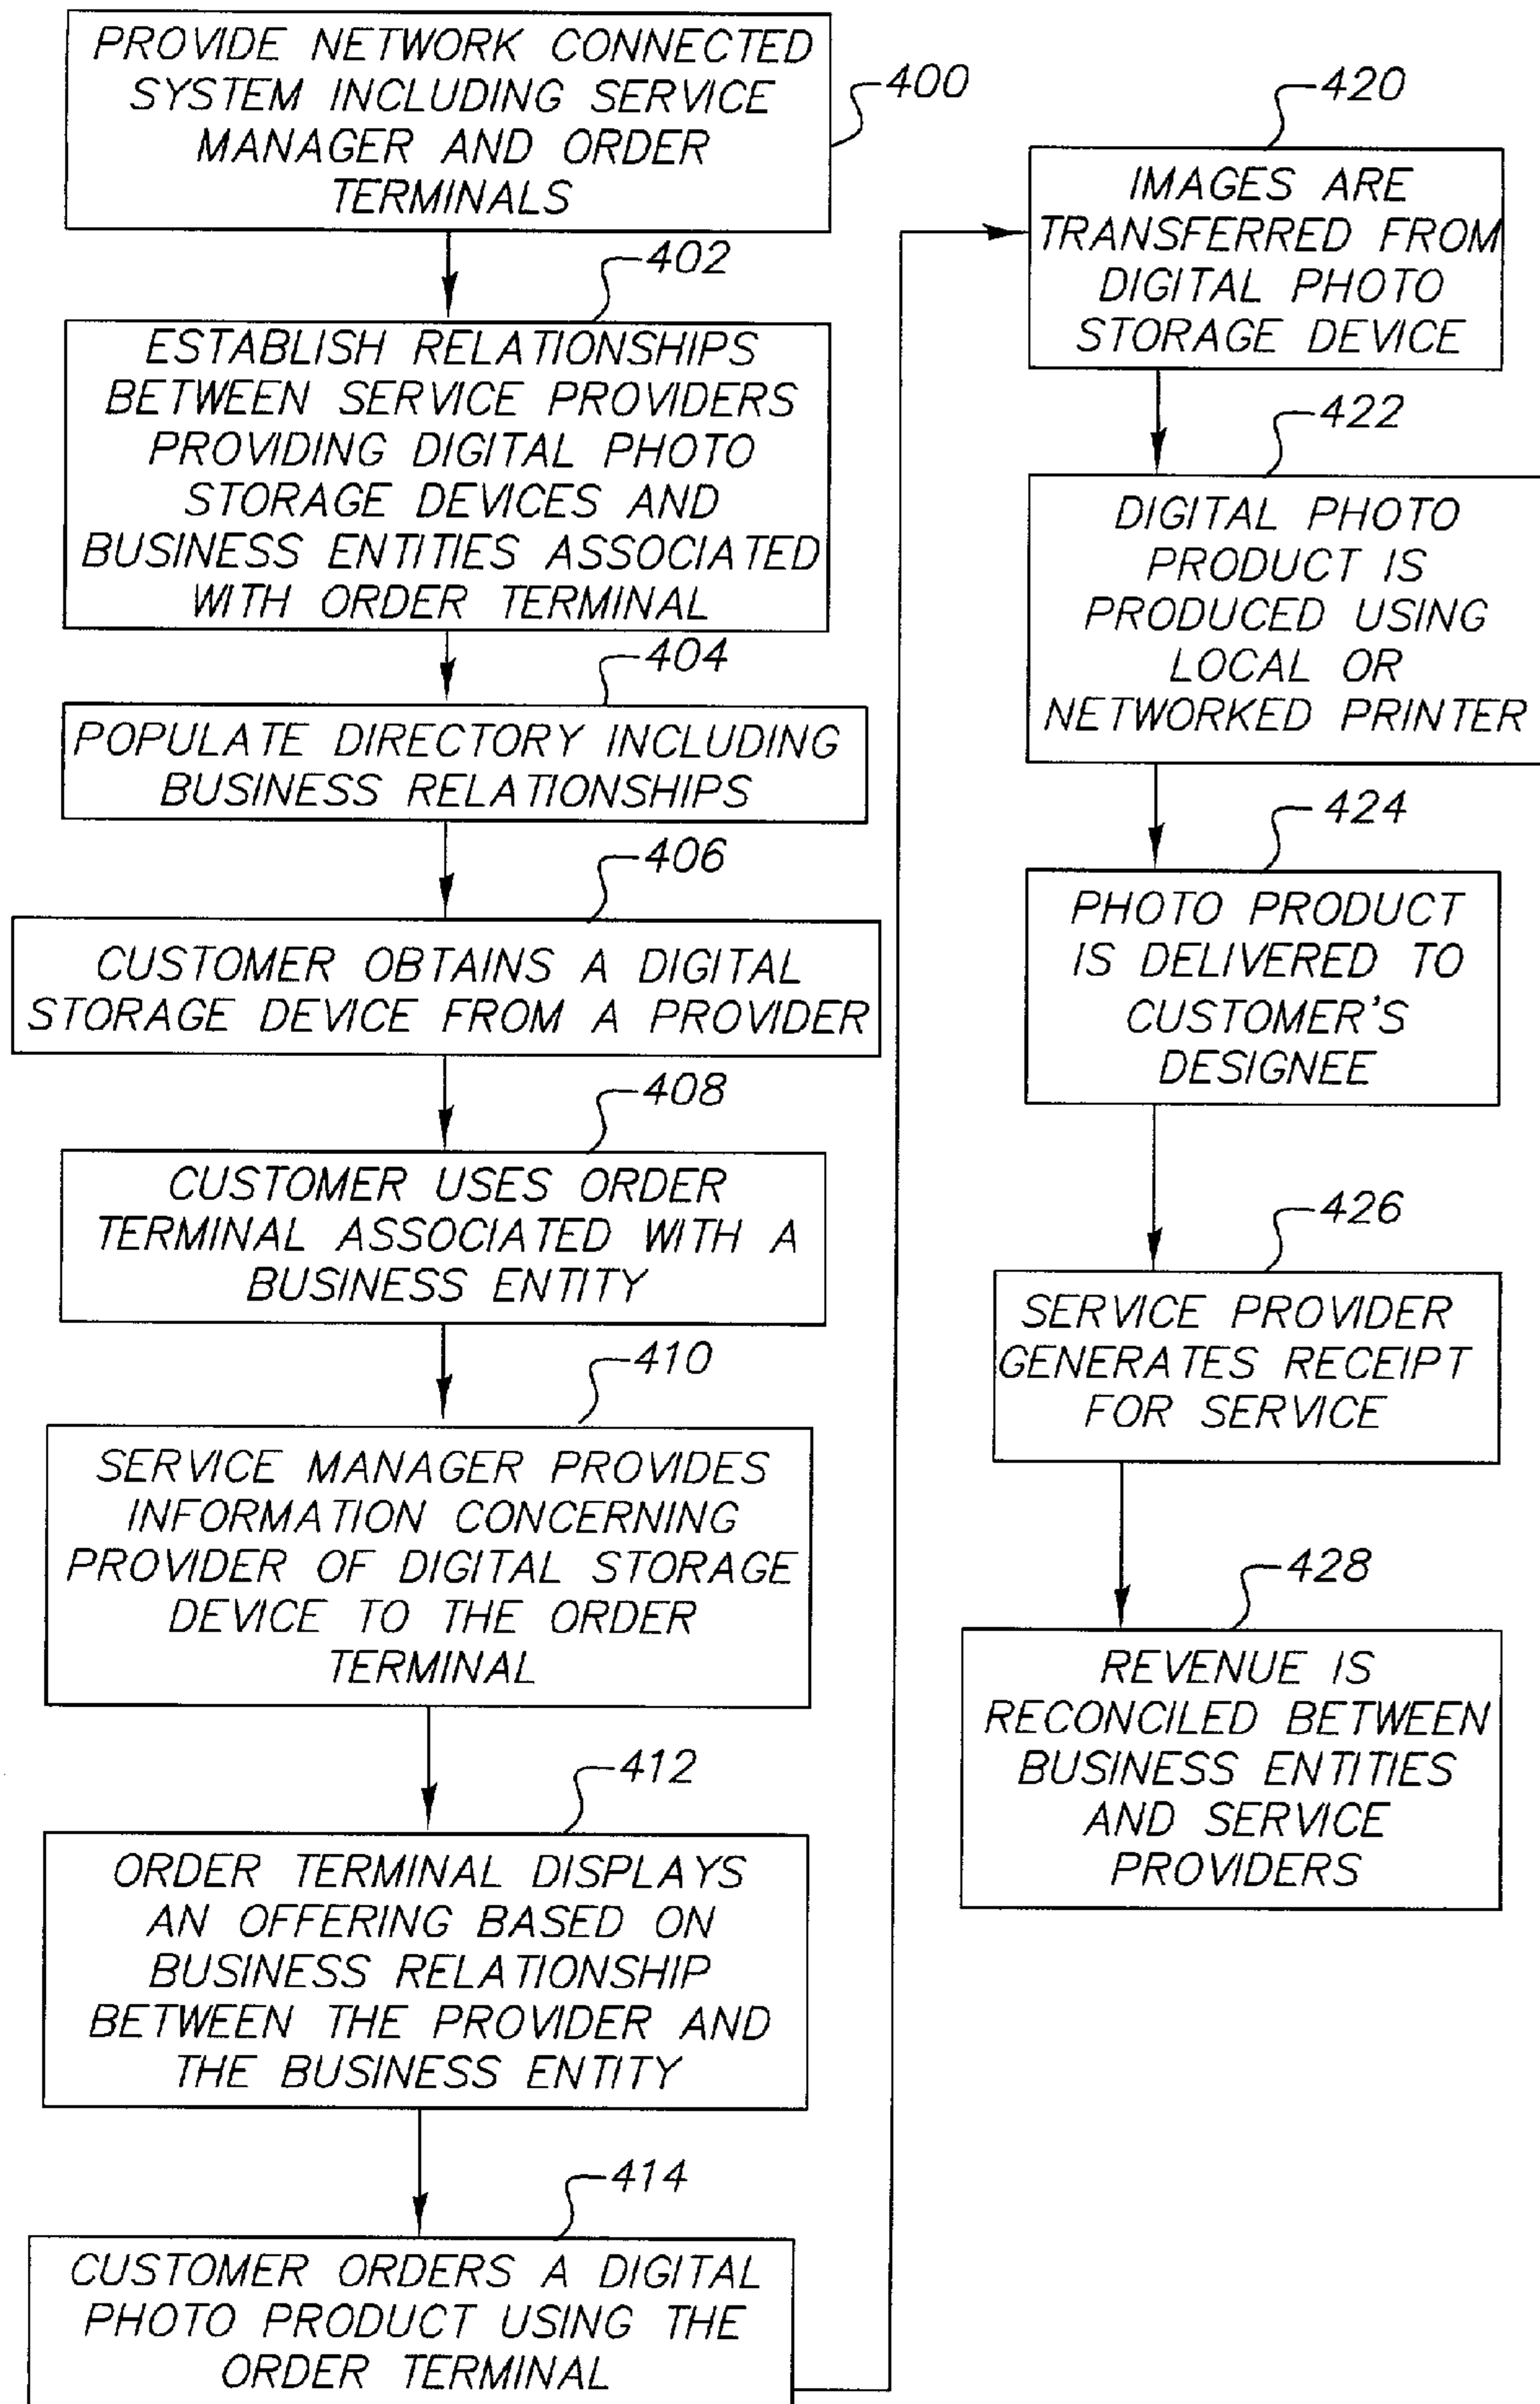 PROVIDE NETWORK CONNECTED
SYSTEM INCLUDING SERVICE
MANAGER AND ORDER
TERMINALS
400
402
ESTABLISH RELATIONSHIPS
BETWEEN SERVICE PROVIDERS
PROVIDING DIGITAL PHOTO
STORAGE DEVICES AND
BUSINESS ENTITIES ASSOCIATED
WITH ORDER TERMINAL
404
POPULATE DIRECTORY INCLUDING
BUSINESS RELATIONSHIPS
406
CUSTOMER OBTAINS A DIGITAL
STORAGE DEVICE FROM A PROVIDER
408
CUSTOMER USES ORDER
TERMINAL ASSOCIATED WITH A
BUSINESS ENTITY
410
SERVICE MANAGER PROVIDES
INFORMATION CONCERNING
PROVIDER OF DIGITAL STORAGE
DEVICE TO THE ORDER
TERMINAL
412
ORDER TERMINAL DISPLAYS
AN OFFERING BASED ON
BUSINESS RELATIONSHIP
BETWEEN THE PROVIDER AND
THE BUSINESS ENTITY
414
CUSTOMER ORDERS A DIGITAL
PHOTO PRODUCT USING THE
ORDER TERMINAL
420
IMAGES ARE
TRANSFERRED FROM
DIGITAL PHOTO
STORAGE DEVICE
422
DIGITAL PHOTO
PRODUCT IS
PRODUCED USING
LOCAL OR
NETWORKED PRINTER
424
PHOTO PRODUCT
IS DELIVERED TO
CUSTOMER'S
DESIGNEE
426
SERVICE PROVIDER
GENERATES RECEIPT
FOR SERVICE
428
REVENUE IS
RECONCILED BETWEEN
BUSINESS ENTITIES
AND SERVICE
PROVIDERS